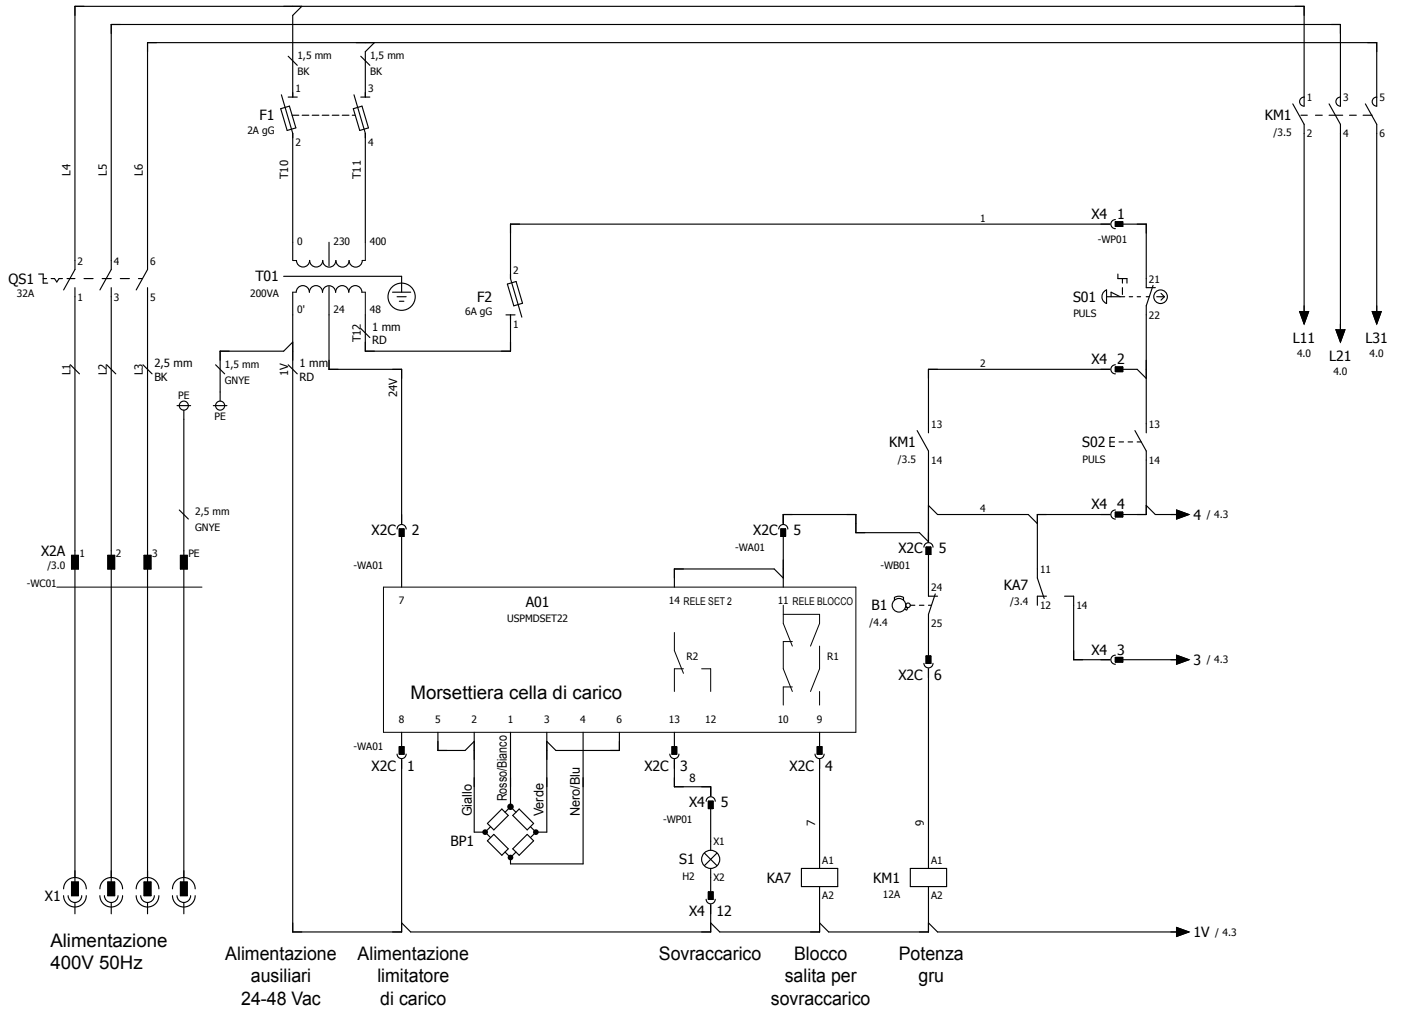 1,5 mm
BK
1,5 mm
BK
1
3
F1
2A gG
2
4
KM1
/3.5
1
3
5
2
4
6
L4
L5
L6
T10
T11
0
230
400
T01
200VA
0'
24
48
T12
1 mm
RD
QS1
32A
2
4
6
1
3
5
F2
6A gG
2
1
1
X4 1
-WP01
21
S01
PULS
22
L11
4.0
L21
4.0
L31
4.0
L1
L2
L3
2,5 mm
BK
1,5 mm
GNYE
PE
PE
1V
1 mm
RD
24V
2
X4 2
13
KM1
/3.5
14
13
S02
PULS
14
2,5 mm
GNYE
X2A
/3.0
1
2
3
PE
-WC01
X2C 2
-WA01
X2C 5
-WA01
4
X4 4
4 / 4.3
X2C 5
-WB01
24
B1
/4.4
25
11
KA7
/3.4
12
14
X4 3
3 / 4.3
X2C 6
7
A01
USPMDSET22
14 RELE SET 2
11 RELE BLOCCO
R2
R1
Morsettiera cella di carico
8
5
2
1
3
4
6
13
12
10
9
-WA01
X2C 1
Giallo
Rosso/Bianco
Verde
Nero/Blu
BP1
X2C 3
8
X4 5
-WP01
X1
S1
H2
X2
X4 12
X2C 4
7
9
A1
KA7
A2
A1
KM1
12A
A2
X1
1V / 4.3
Alimentazione
400V 50Hz
Alimentazione
ausiliari
24-48 Vac
Alimentazione
limitatore
di carico
Sovraccarico
Blocco
salita per
sovraccarico
Potenza
gru